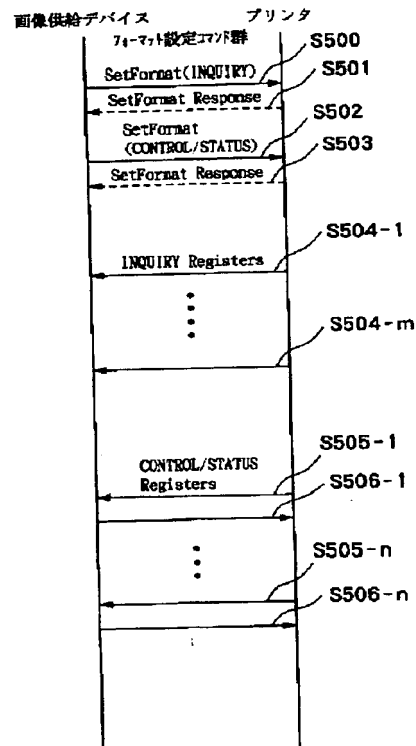 画像供給デバイス
プリンタ
フォーマット設定コマンド群
S500
SetFormat(INQUIRY)
S501
SetFormat Response
S502
SetFormat
(CONTROL/STATUS)
S503
SetFormat Response
S504-1
INQUIRY Registers
S504-m
S505-1
CONTROL/STATUS
Registers
S506-1
S505-n
S506-n